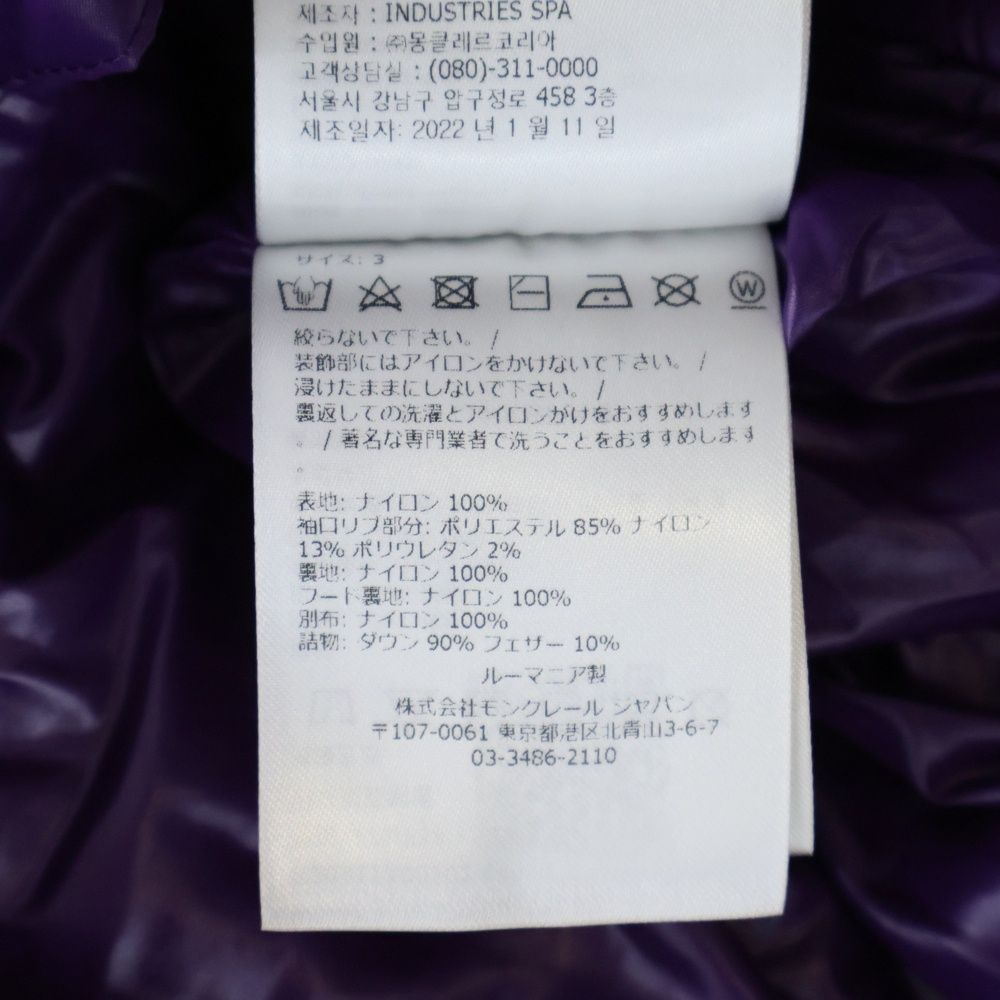 제조자 : INDUSTRIES SPA
수입원 : ㈜몽클레르코리아
고객상담실 : (080)-311-0000
서울시 강남구 압구정로 458 3층
제조일자: 2022 년 1 월 11 일
サイズ: 3
W
絞らないで下さい。 /
装飾部にはアイロンをかけないで下さい。 /
浸けたままにしないで下さい。 /
裏返しての洗濯とアイロンがけをおすすめします
。 / 著名な専門業者で洗うことをおすすめします
。
表地: ナイロン 100%
袖口リブ部分: ポリエステル 85% ナイロン
13% ポリウレタン 2%
裏地: ナイロン 100%
フード裏地: ナイロン 100%
別布: ナイロン 100%
詰物: ダウン 90% フェザー 10%
ルーマニア製
株式会社モンクレール ジャパン
〒107-0061 東京都港区北青山3-6-7
03-3486-2110